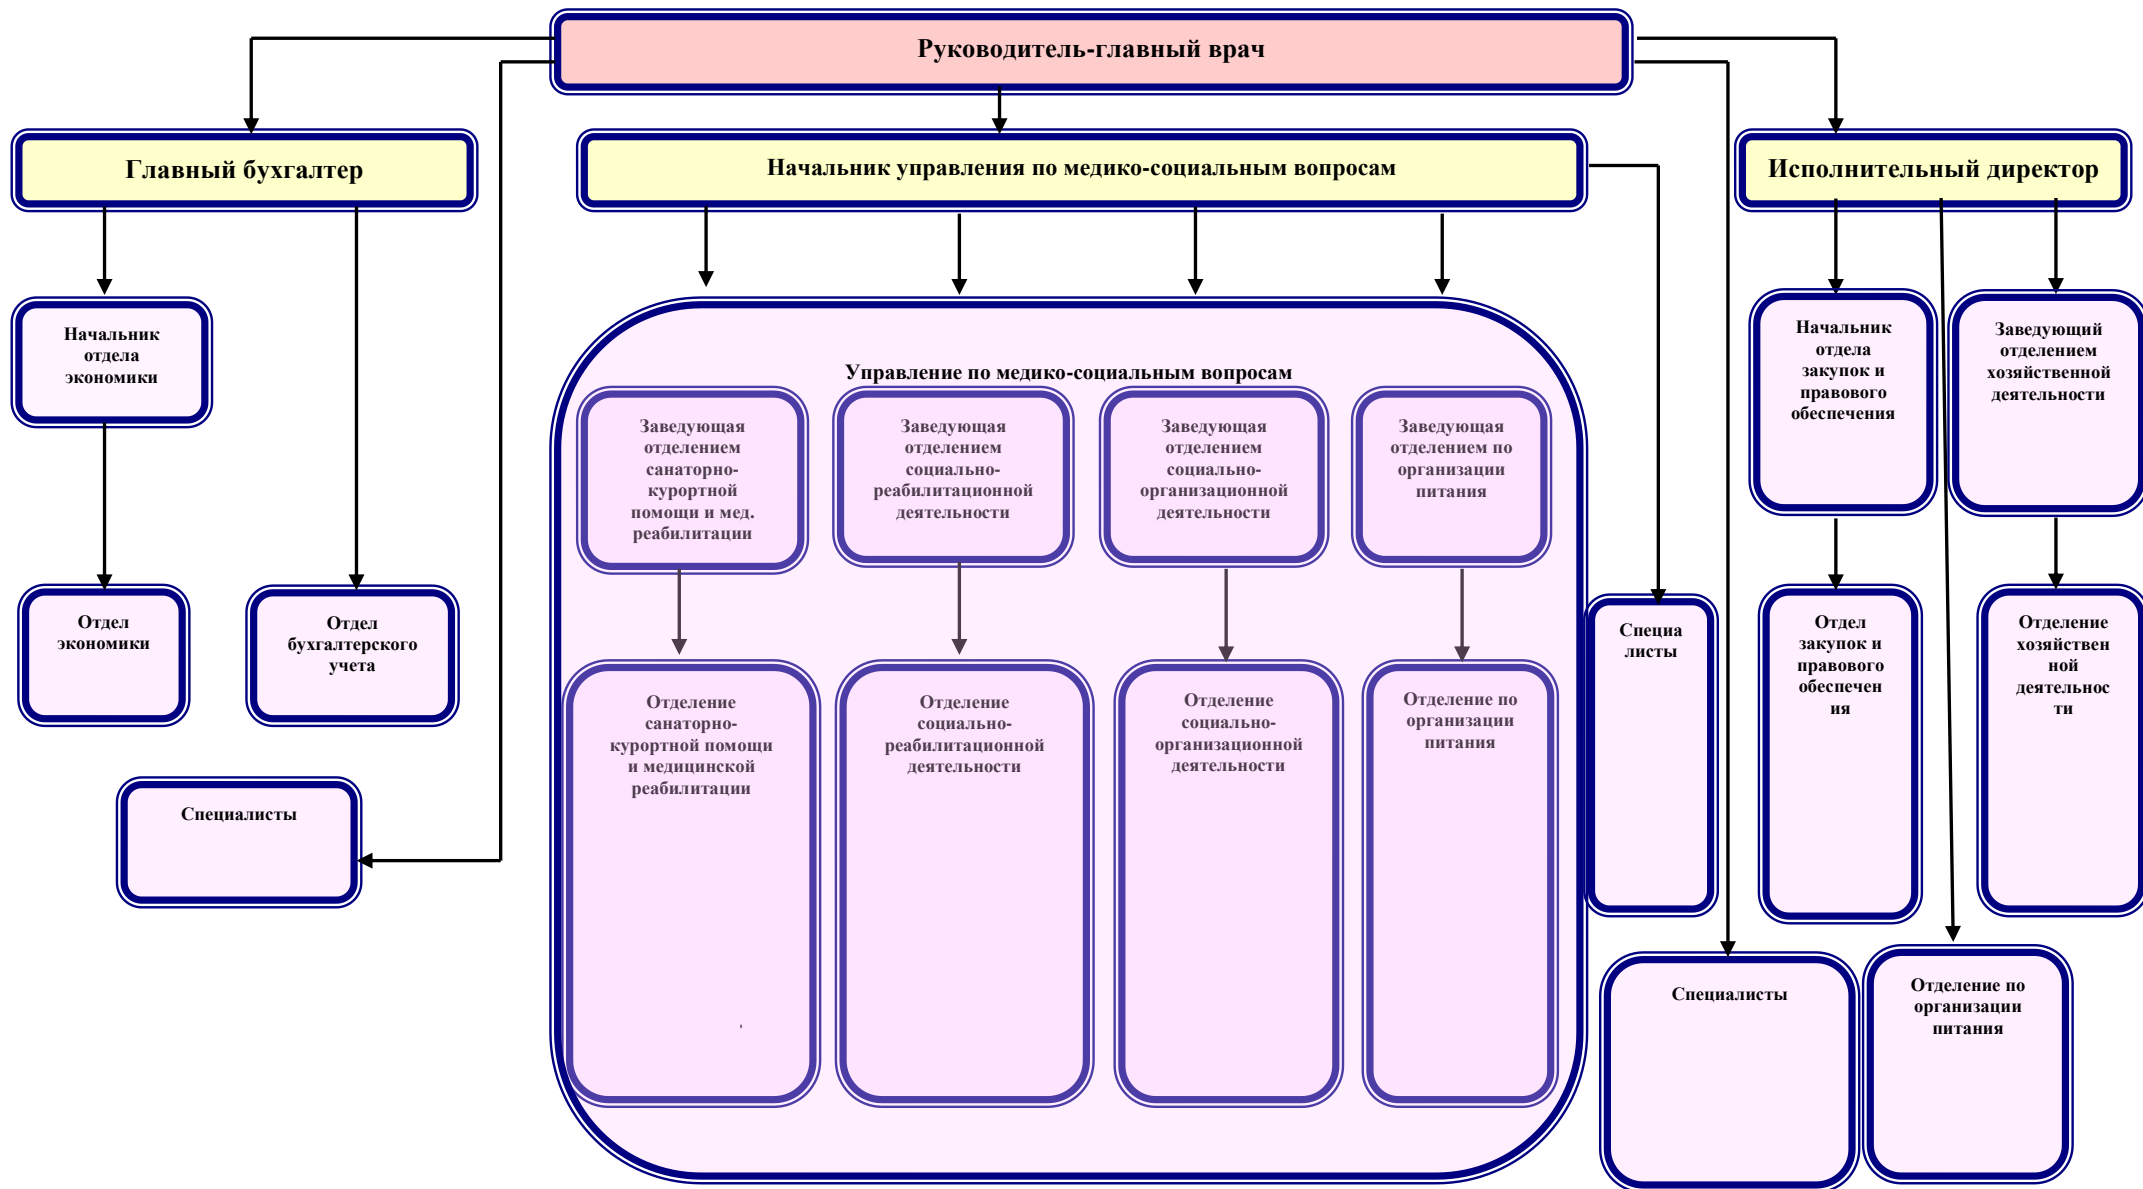 Руководитель-главный врач
Главный бухгалтер
Начальник управления по медико-социальным вопросам
Исполнительный директор
Начальник
отдела
экономики
Начальник
отдела
закупок и
правового
обеспечения
Заведующий
отделением
хозяйственной
деятельности
Управление по медико-социальным вопросам
Заведующая
отделением
санаторно-
курортной
помощи и мед.
реабилитации
Заведующая
отделением
социально-
реабилитационной
деятельности
Заведующая
отделением
социально-
организационной
деятельности
Заведующая
отделением по
организации
питания
Отдел
экономики
Отдел
бухгалтерского
учета
Специа
листы
Отдел
закупок и
правового
обеспечен
ия
Отделение
хозяйствен
ной
деятельнос
ти
Отделение
санаторно-
курортной помощи
и медицинской
реабилитации
Отделение
социально-
реабилитационной
деятельности
Отделение
социально-
организационной
деятельности
Отделение по
организации
питания
Специалисты
Специалисты
Отделение по
организации
питания